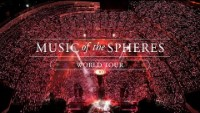 MUSIC of the SPHERES
WORLD TOUR